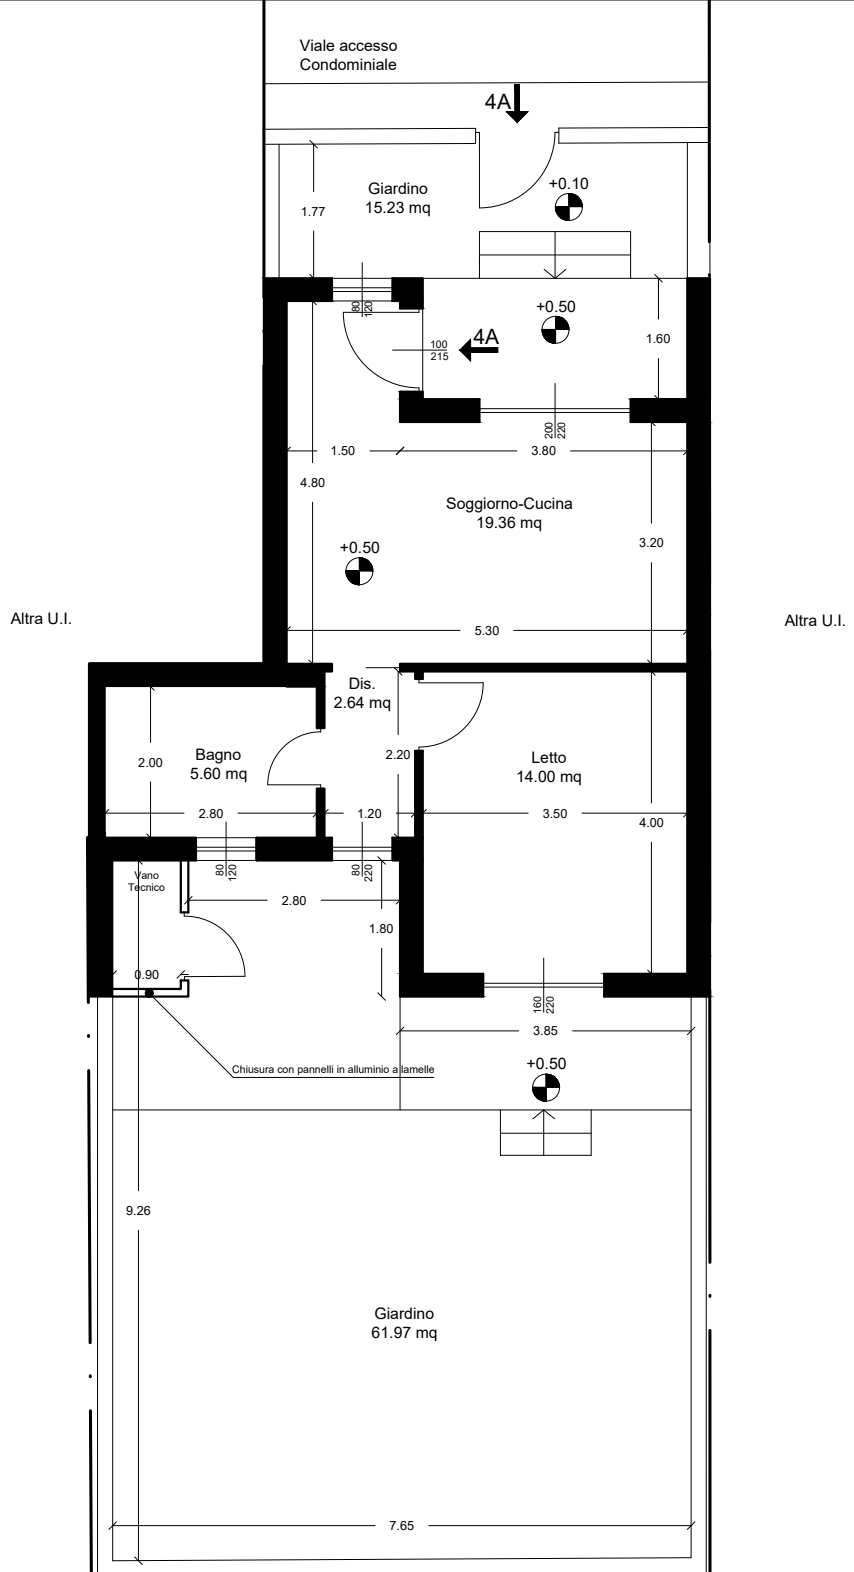 Viale accesso
Condominiale
4A
Giardino
15.23 mq
+0.10
1.77
80
120
+0.50
4A
100
215
1.60
200
220
1.50
3.80
4.80
Soggiorno-Cucina
19.36 mq
3.20
+0.50
Altra U.I.
Altra U.I.
5.30
Dis.
2.64 mq
Bagno
5.60 mq
2.00
2.20
Letto
14.00 mq
2.80
1.20
3.50
4.00
80
120
80
220
Vano
Tecnico
2.80
1.80
0.90
160
220
3.85
Chiusura con pannelli in alluminio a lamelle
+0.50
9.26
Giardino
61.97 mq
7.65